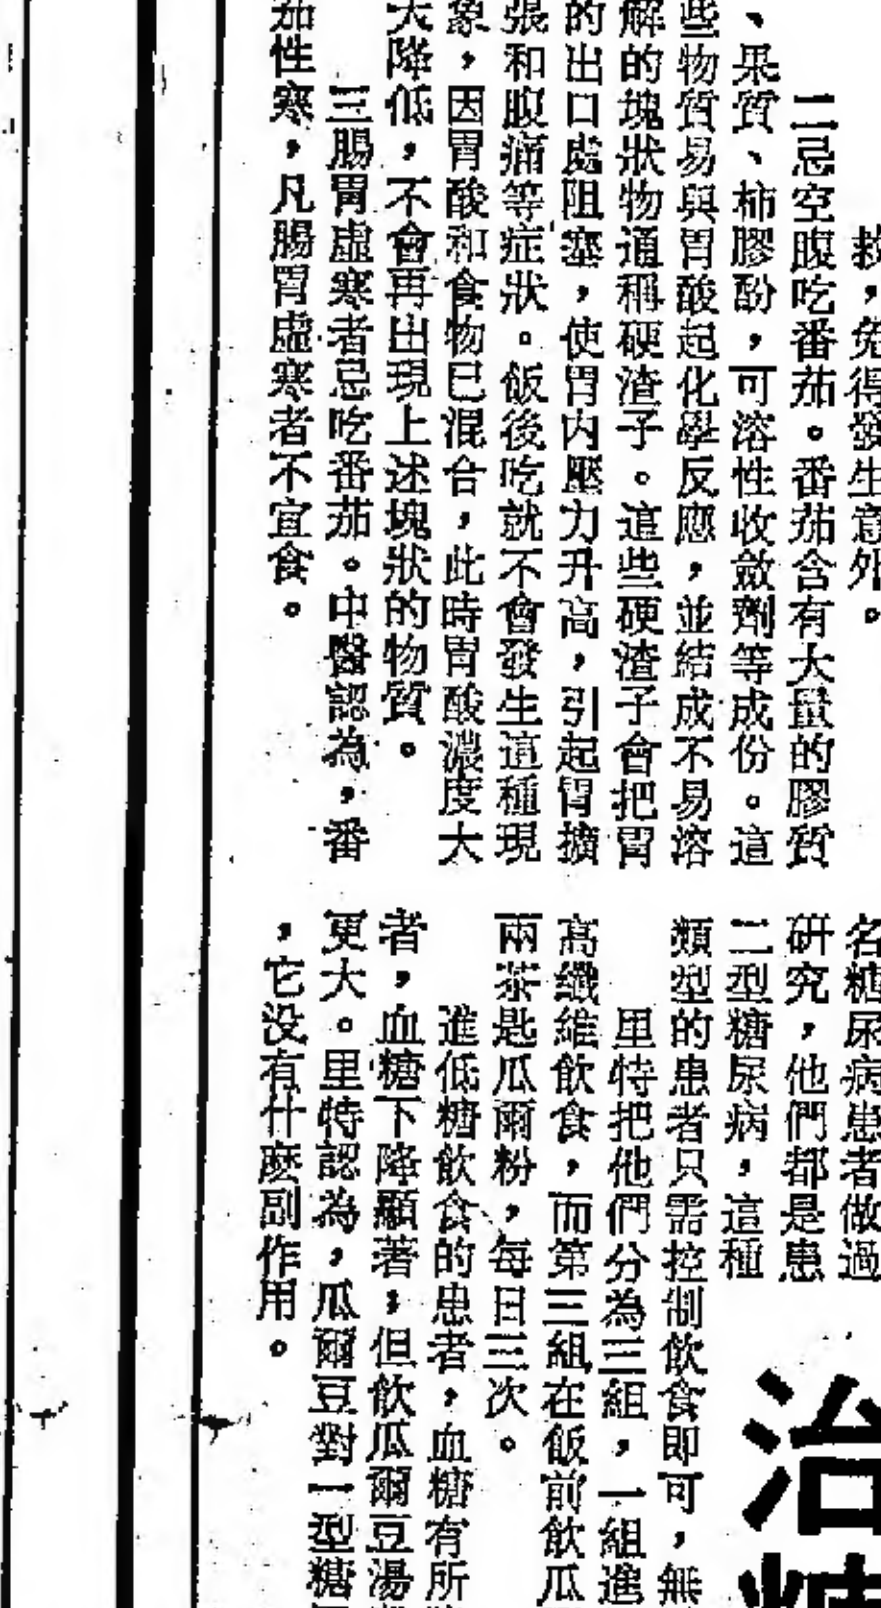 救，免得發生意外。
二忌空腹吃番茄。番茄含有大量的膠質
、果質、柿膠酚，可溶性收斂劑等成份。這
些物質易與胃酸起化學反應，並結成不易溶
解的塊狀物通稱硬渣子。這些硬渣子會把胃
的出口處阻塞，使胃内壓力升高，引起胃擴
張和腹痛等症狀。飯後吃就不會發生這種現
象，因胃酸和食物已混合，此時胃酸濃度大
大降低，不會再出現上述塊狀的物質。
三腸胃虛寒者忌吃番茄。中醫認為，番
茄性寒，凡腸胃虛寒者不宜食。
治糖
名糖尿病患者做過
研究，他們都是患
二型糖尿病，這種
類型的患者只需控制飲食即可，無
里特把他們分為三組，一組進
高纖維飲食，而第三組在飯前飲瓜
兩茶匙瓜爾粉，每日三次。
進低糖飲食的患者，血糖有所
者，血糖下降顯著，但飲瓜爾豆湯
更大。里特認為，瓜爾豆對一型糖
，它没有什麽副作用。